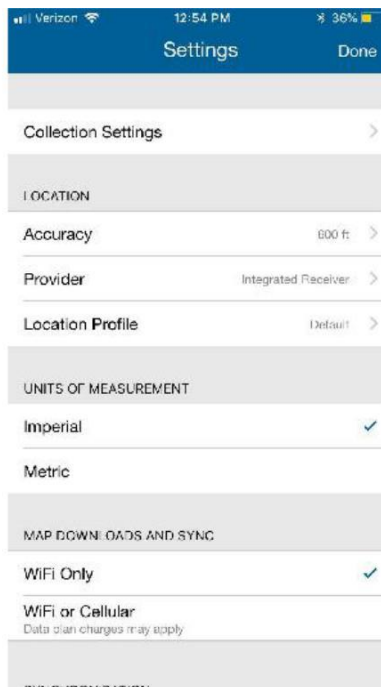 Verizon 12:54 PM 36%
Settings Done
Collection Settings
LOCATION
Accuracy 600 ft
Provider Integrated Receiver
Location Profile Default
UNITS OF MEASUREMENT
Imperial
Metric
MAP DOWNLOADS AND SYNC
WiFi Only
WiFi or Cellular
Data plan charges may apply